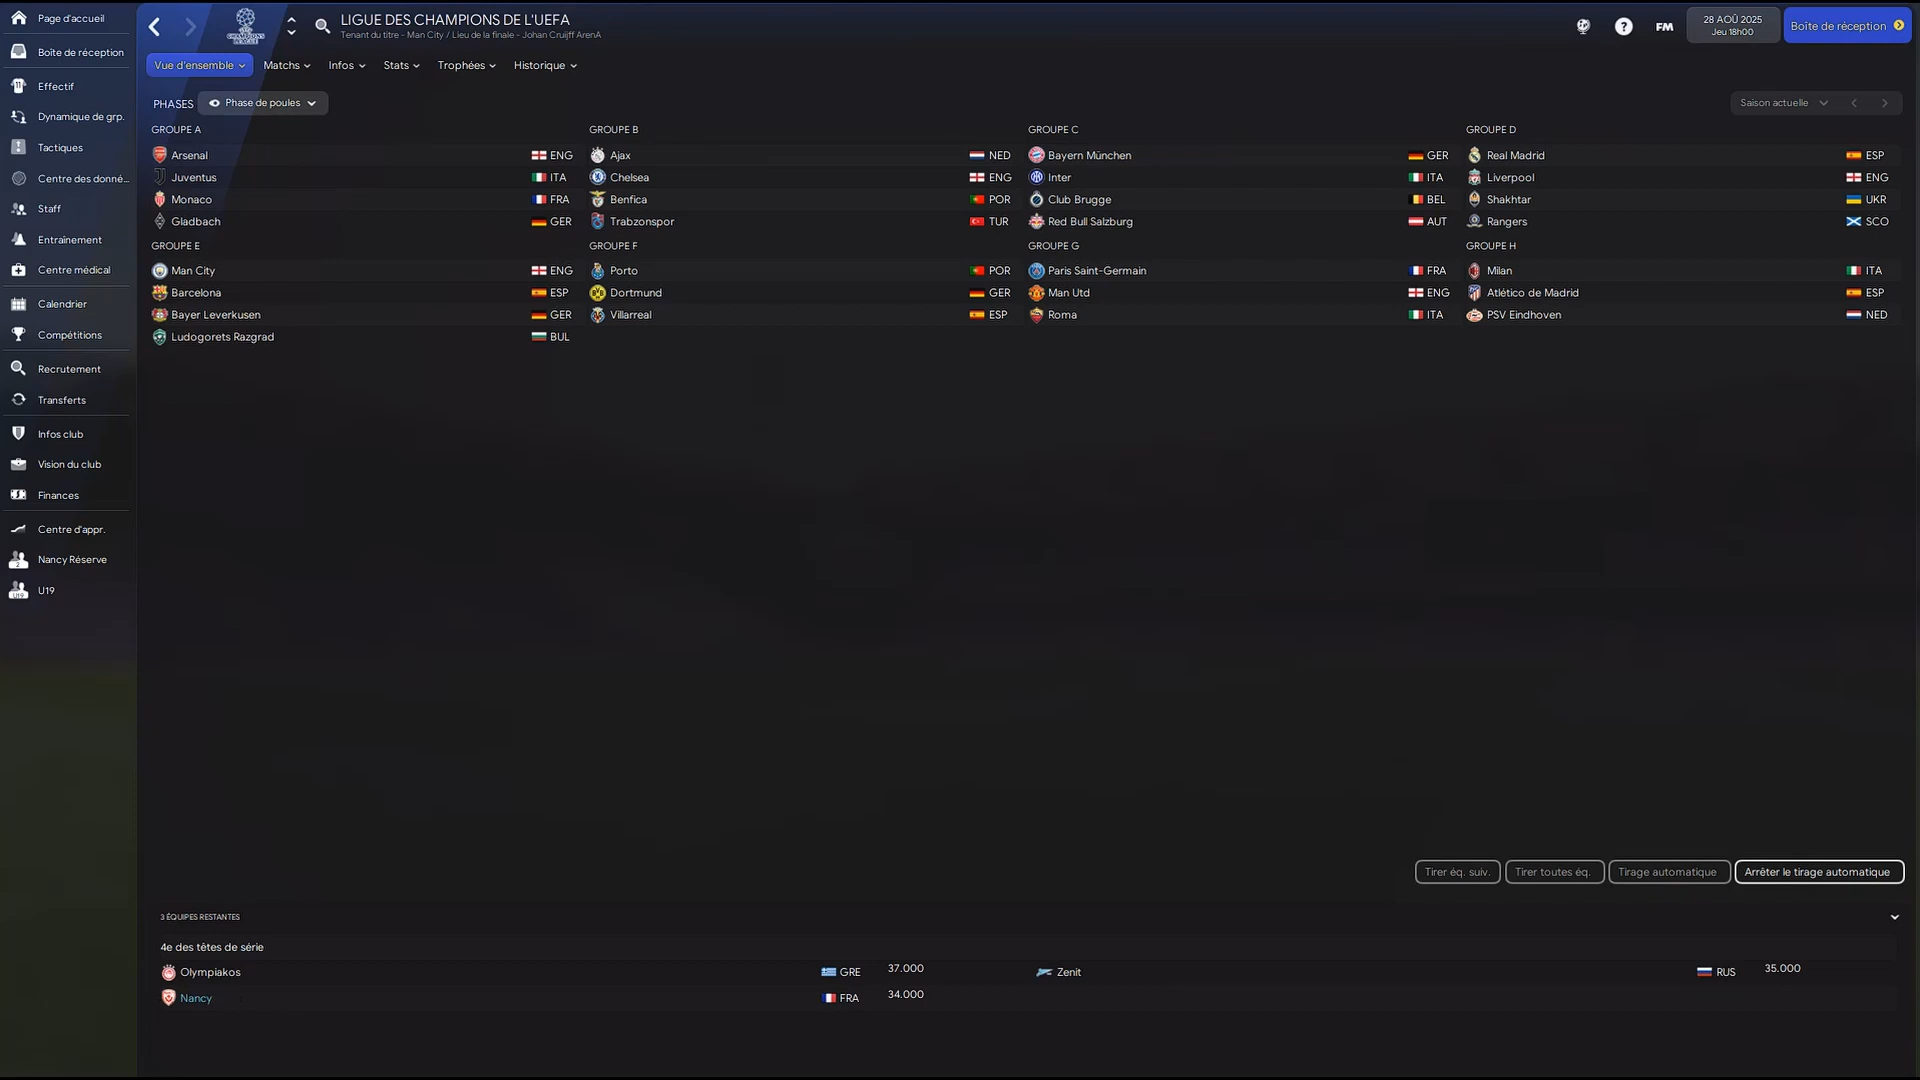 Page d'accueil
Boîte de réception
Effectif
Dynamique de grp.
Tactiques
Centre des donné...
Staff
Entraînement
Centre médical
Calendrier
Compétitions
Recrutement
Transferts
Infos club
Vision du club
Finances
Centre d'appr.
Nancy Réserve
U19
LIGUE DES CHAMPIONS DE L'UEFA
Tenant du titre - Man City / Lieu de la finale - Johan Cruijff ArenA
FM
28 AOÛ 2025
Jeu 18h00
Boîte de réception
Vue d'ensemble Matchs Infos Stats Trophées Historique
PHASES Phase de poules Saison actuelle
GROUPE A
Arsenal ENG
Juventus ITA
Monaco FRA
Gladbach GER
GROUPE B
Ajax NED
Chelsea ENG
Benfica POR
Trabzonspor TUR
GROUPE C
Bayern München GER
Inter ITA
Club Brugge BEL
Red Bull Salzburg AUT
GROUPE D
Real Madrid ESP
Liverpool ENG
Shakhtar UKR
Rangers SCO
GROUPE E
Man City ENG
Barcelona ESP
Bayer Leverkusen GER
Ludogorets Razgrad BUL
GROUPE F
Porto POR
Dortmund GER
Villarreal ESP
GROUPE G
Paris Saint-Germain FRA
Man Utd ENG
Roma ITA
GROUPE H
Milan ITA
Atlético de Madrid ESP
PSV Eindhoven NED
Tirer éq. suiv. Tirer toutes éq. Tirage automatique Arrêter le tirage automatique
3 ÉQUIPES RESTANTES
4e des têtes de série
Olympiakos GRE 37.000 Zenit RUS 35.000
Nancy FRA 34.000